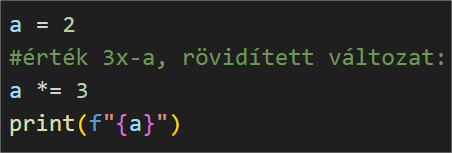 a = 2
#érték 3x-a, rövidített változat:
a *= 3
print(f"{a}")